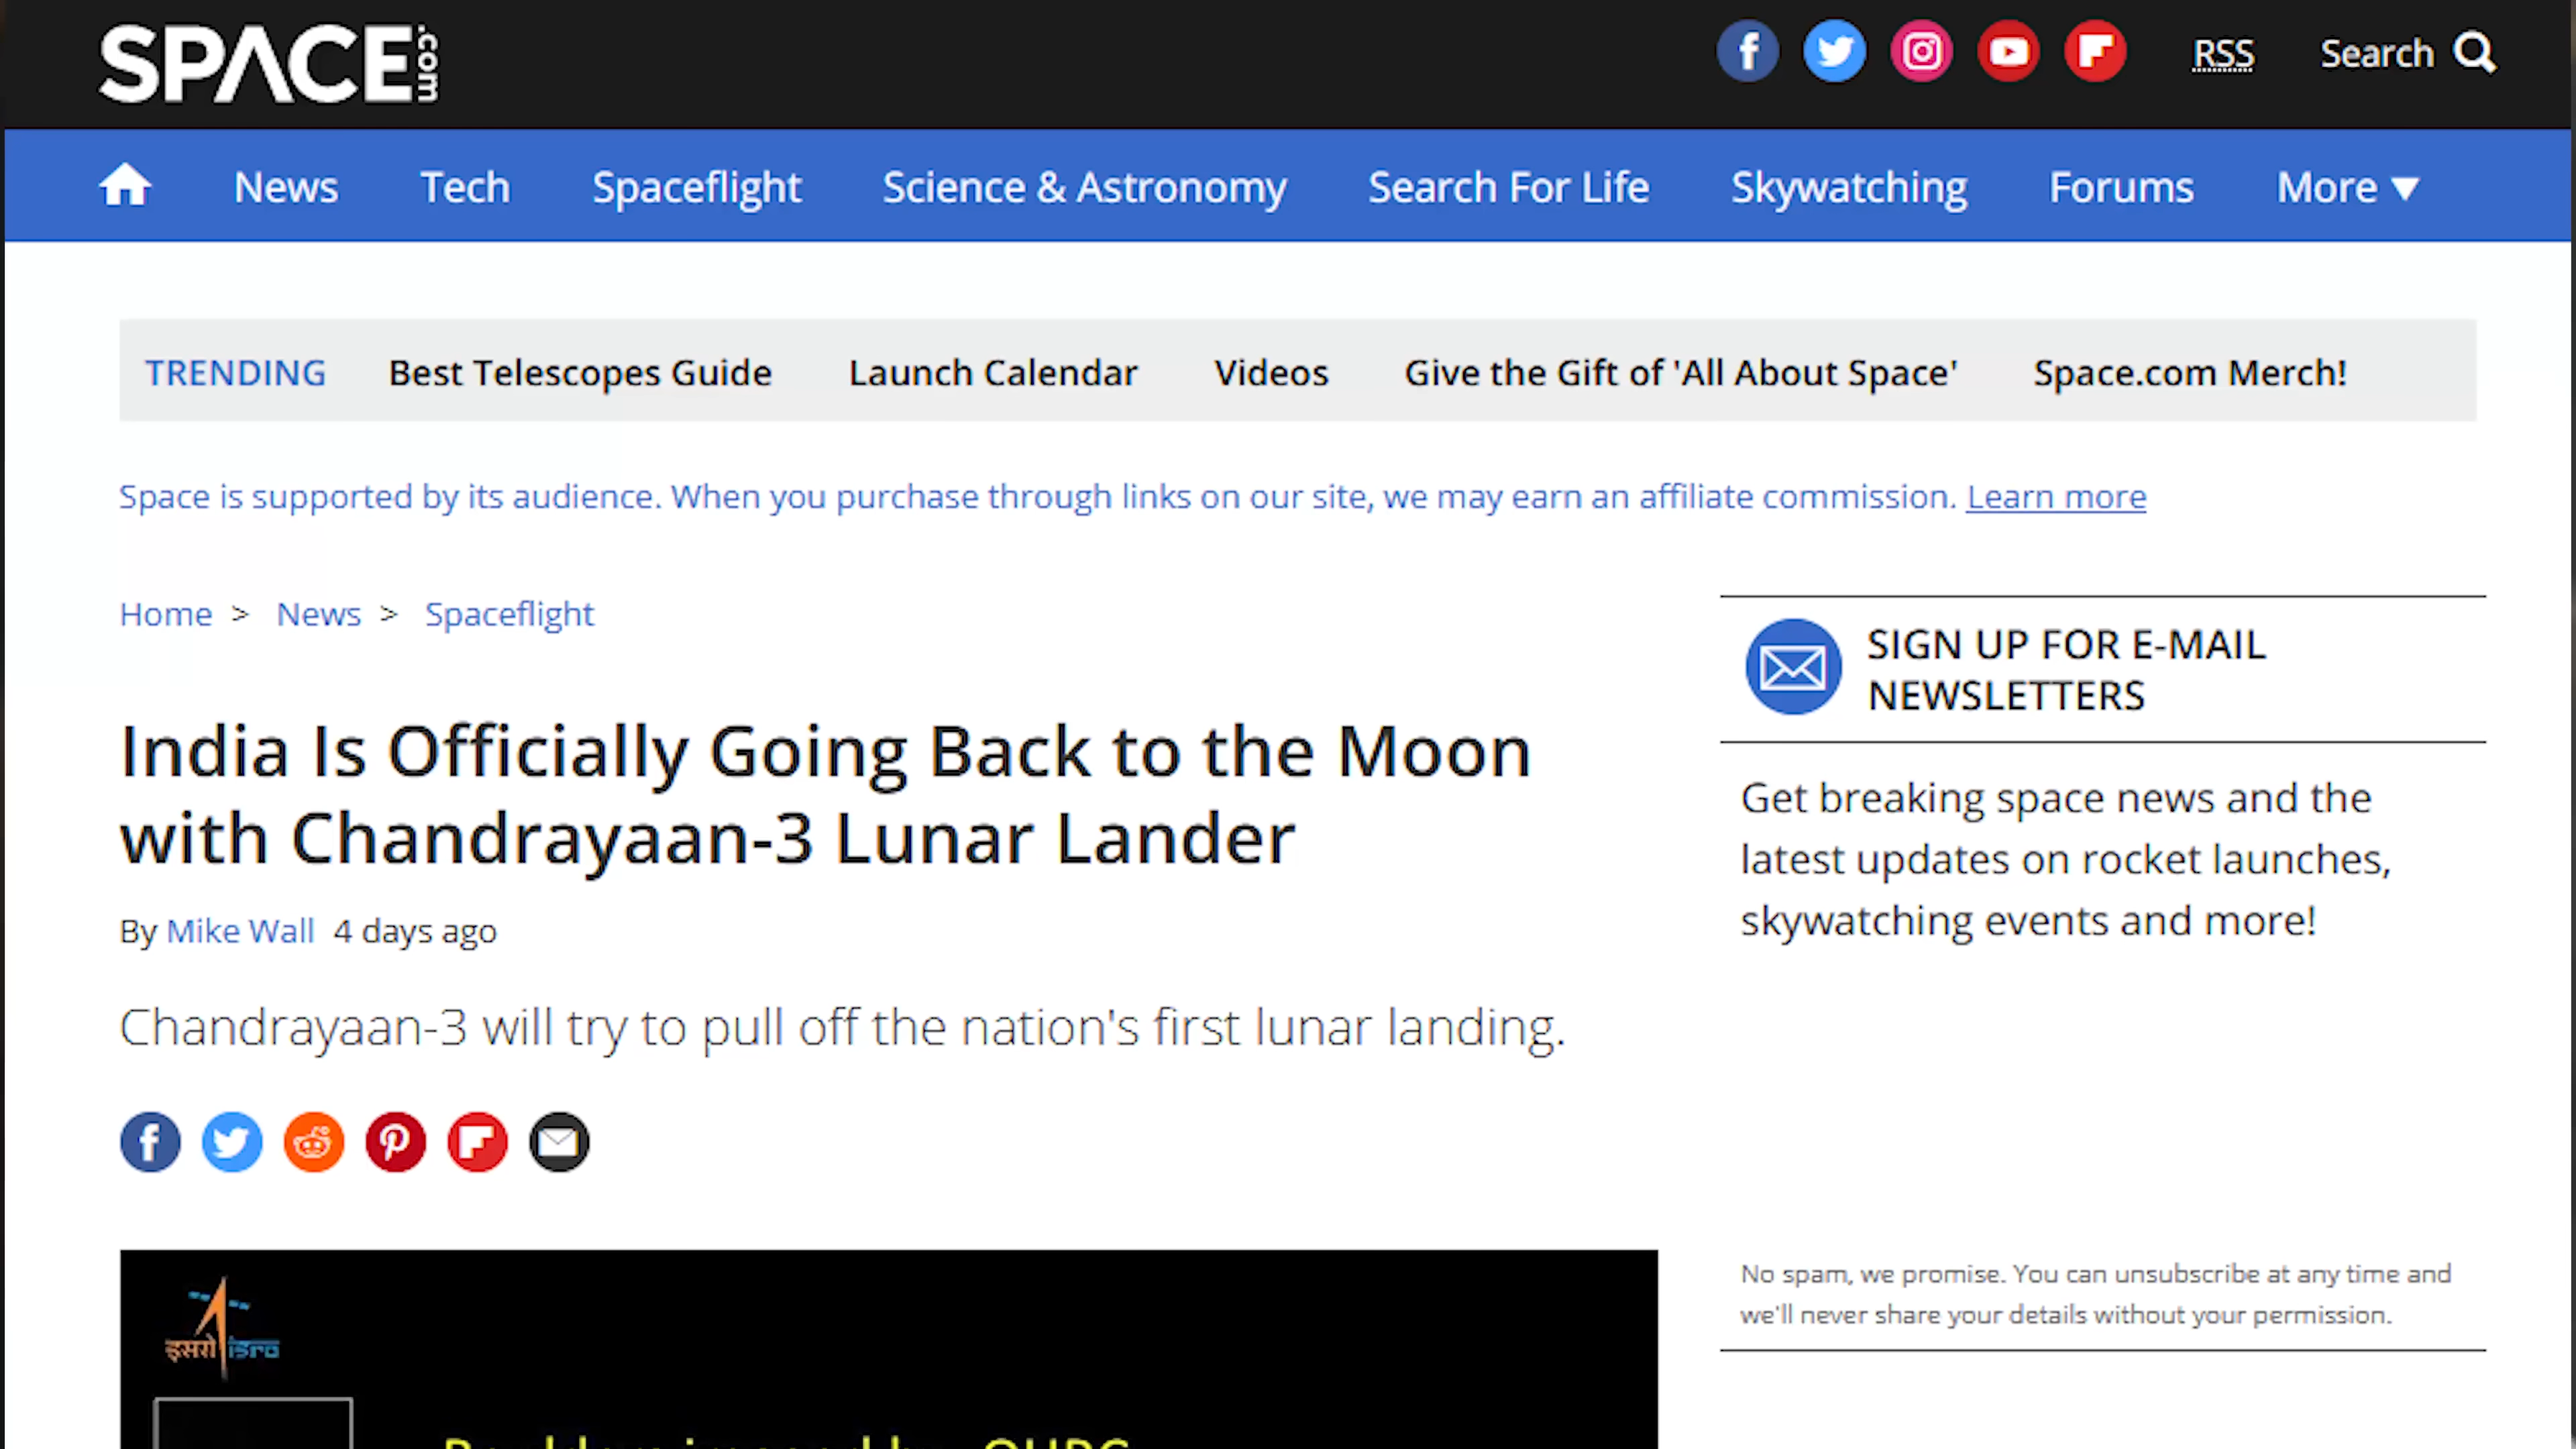 SPACE.com
RSS
Search
News
Tech
Spaceflight
Science & Astronomy
Search For Life
Skywatching
Forums
More
TRENDING
Best Telescopes Guide
Launch Calendar
Videos
Give the Gift of 'All About Space'
Space.com Merch!
Space is supported by its audience. When you purchase through links on our site, we may earn an affiliate commission. Learn more
Home > News > Spaceflight
India Is Officially Going Back to the Moon
with Chandrayaan-3 Lunar Lander
By Mike Wall 4 days ago
Chandrayaan-3 will try to pull off the nation's first lunar landing.
इसरो isro
SIGN UP FOR E-MAIL
NEWSLETTERS
Get breaking space news and the
latest updates on rocket launches,
skywatching events and more!
No spam, we promise. You can unsubscribe at any time and
we'll never share your details without your permission.